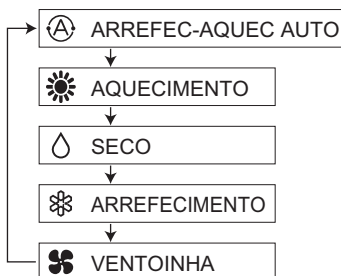 ARREFEC-AQUEC AUTO
AQUECIMENTO
SECO
ARREFECIMENTO
VENTOINHA